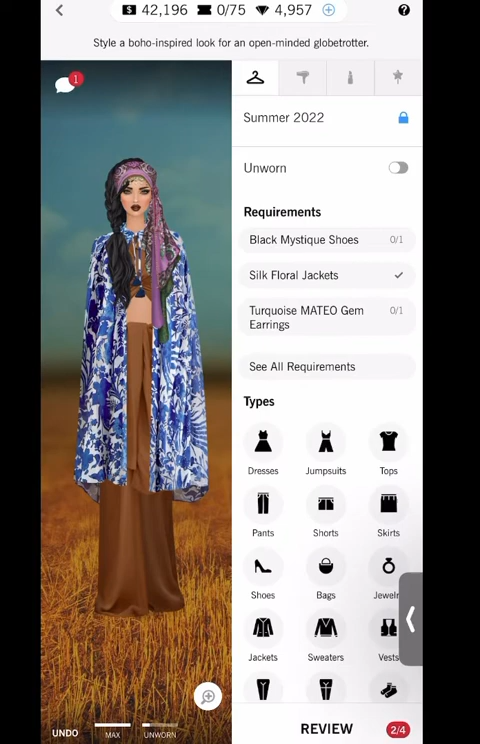 $ 42,196 0/75 4,957
Style a boho-inspired look for an open-minded globetrotter.
1
Summer 2022
Unworn
Requirements
Black Mystique Shoes 0/1
Silk Floral Jackets
Turquoise MATEO Gem 0/1
Earrings
See All Requirements
Types
Dresses Jumpsuits Tops
Pants Shorts Skirts
Shoes Bags Jewelr
Jackets Sweaters Vests
UNDO MAX UNWORN REVIEW 2/4